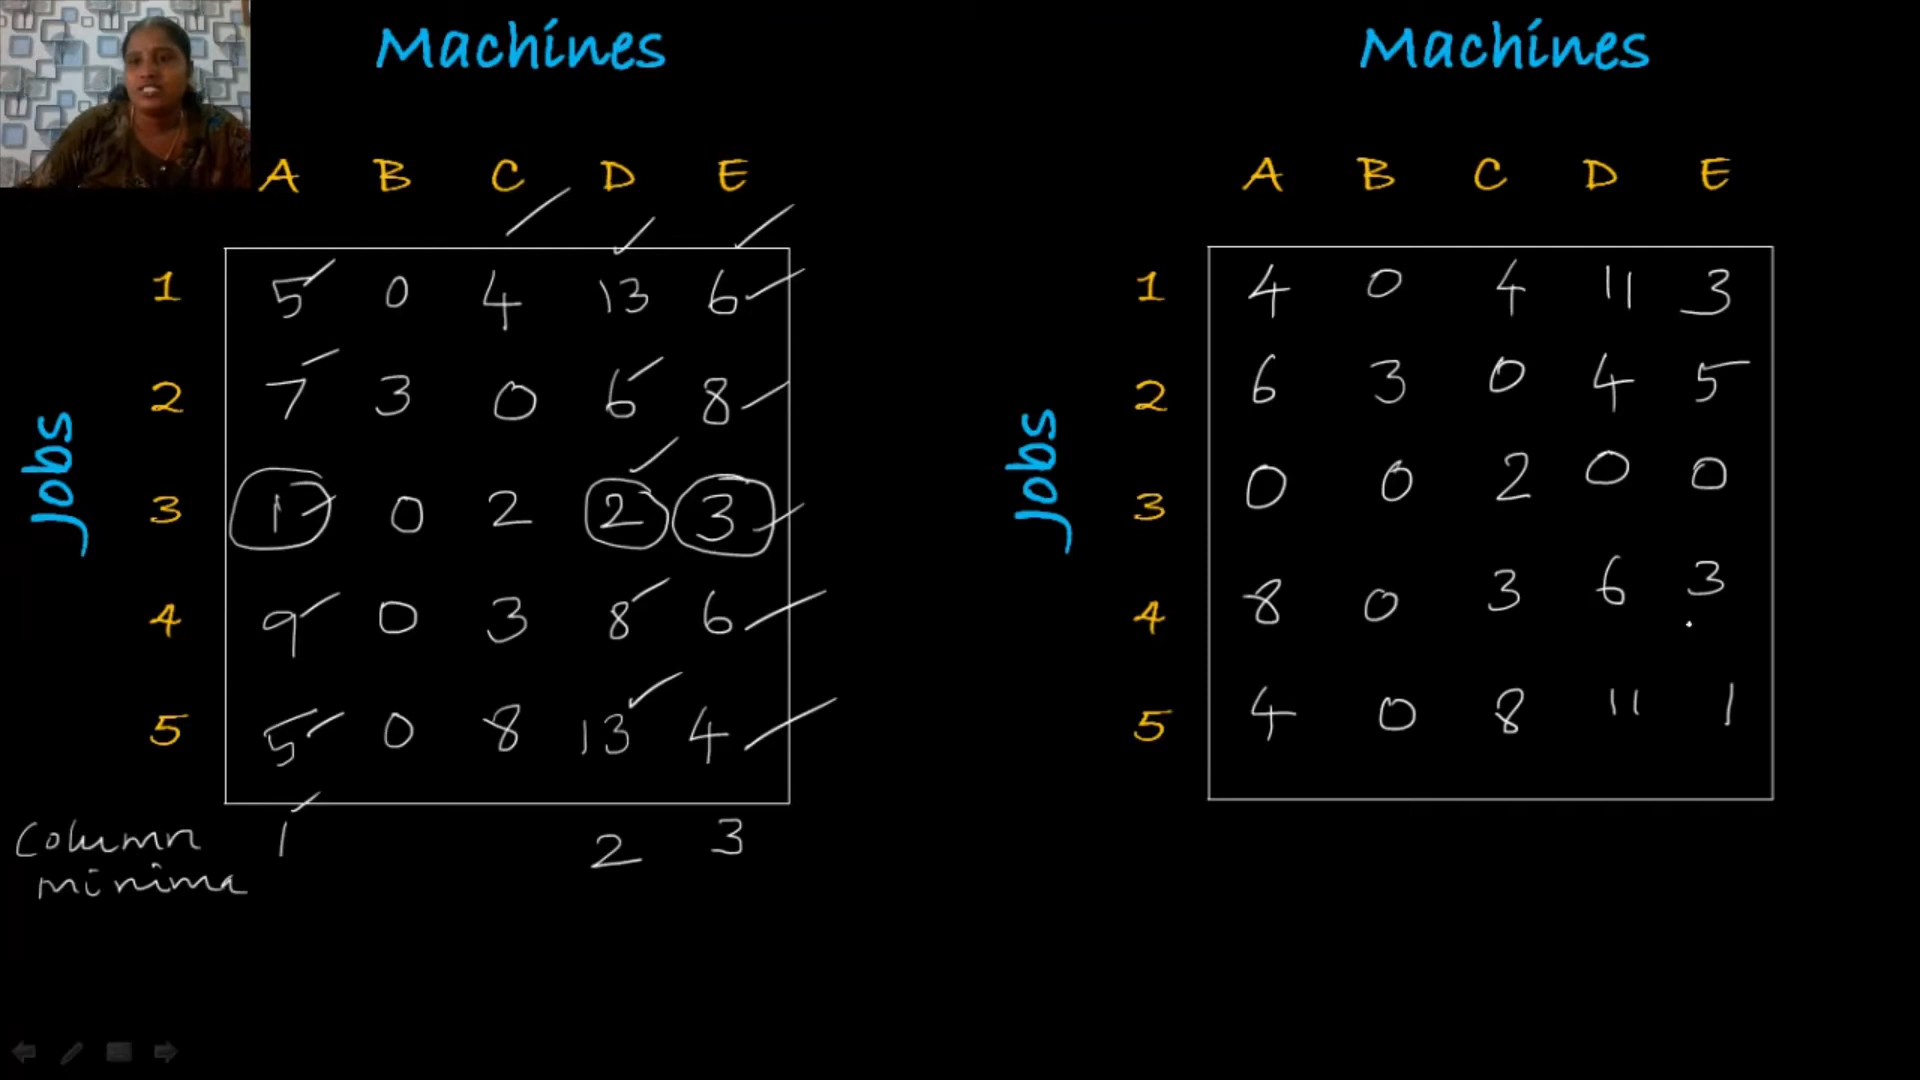 Machines
A B C D E
Jobs
1 5 0 4 13 6
2 7 3 0 6 8
3 1 0 2 2 3
4 9 0 3 8 6
5 5 0 8 13 4
Column minima 1 2 3
Machines
A B C D E
Jobs
1 4 0 4 11 3
2 6 3 0 4 5
3 0 0 2 0 0
4 8 0 3 6 3
5 4 0 8 11 1